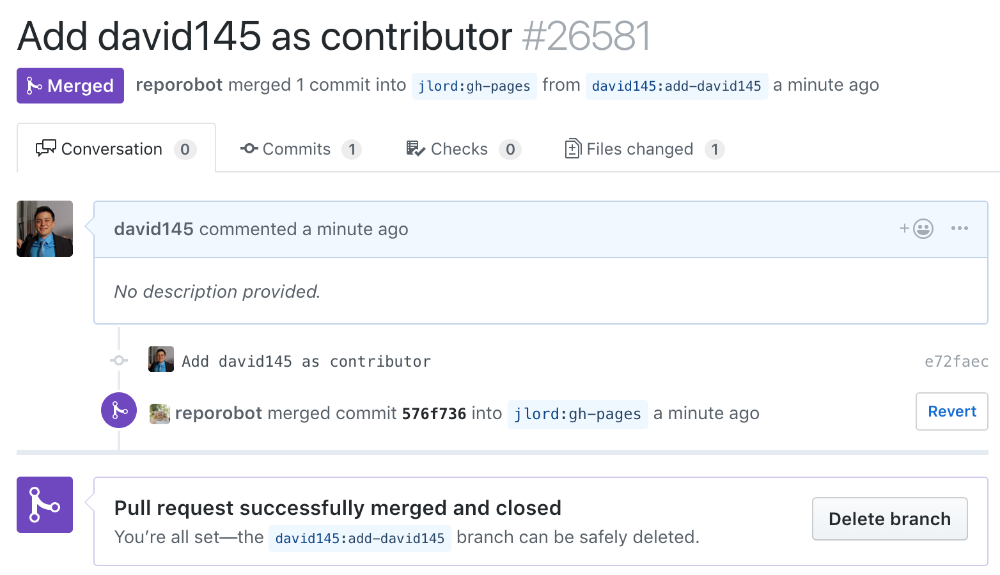 Add david145 as contributor #26581
Merged reporobot merged 1 commit into jlord:gh-pages from david145:add-david145 a minute ago
Conversation 0 Commits 1 Checks 0 Files changed 1
david145 commented a minute ago
No description provided.
Add david145 as contributor e72faec
reporobot merged commit 576f736 into jlord:gh-pages a minute ago Revert
Pull request successfully merged and closed
You’re all set—the david145:add-david145 branch can be safely deleted.
Delete branch